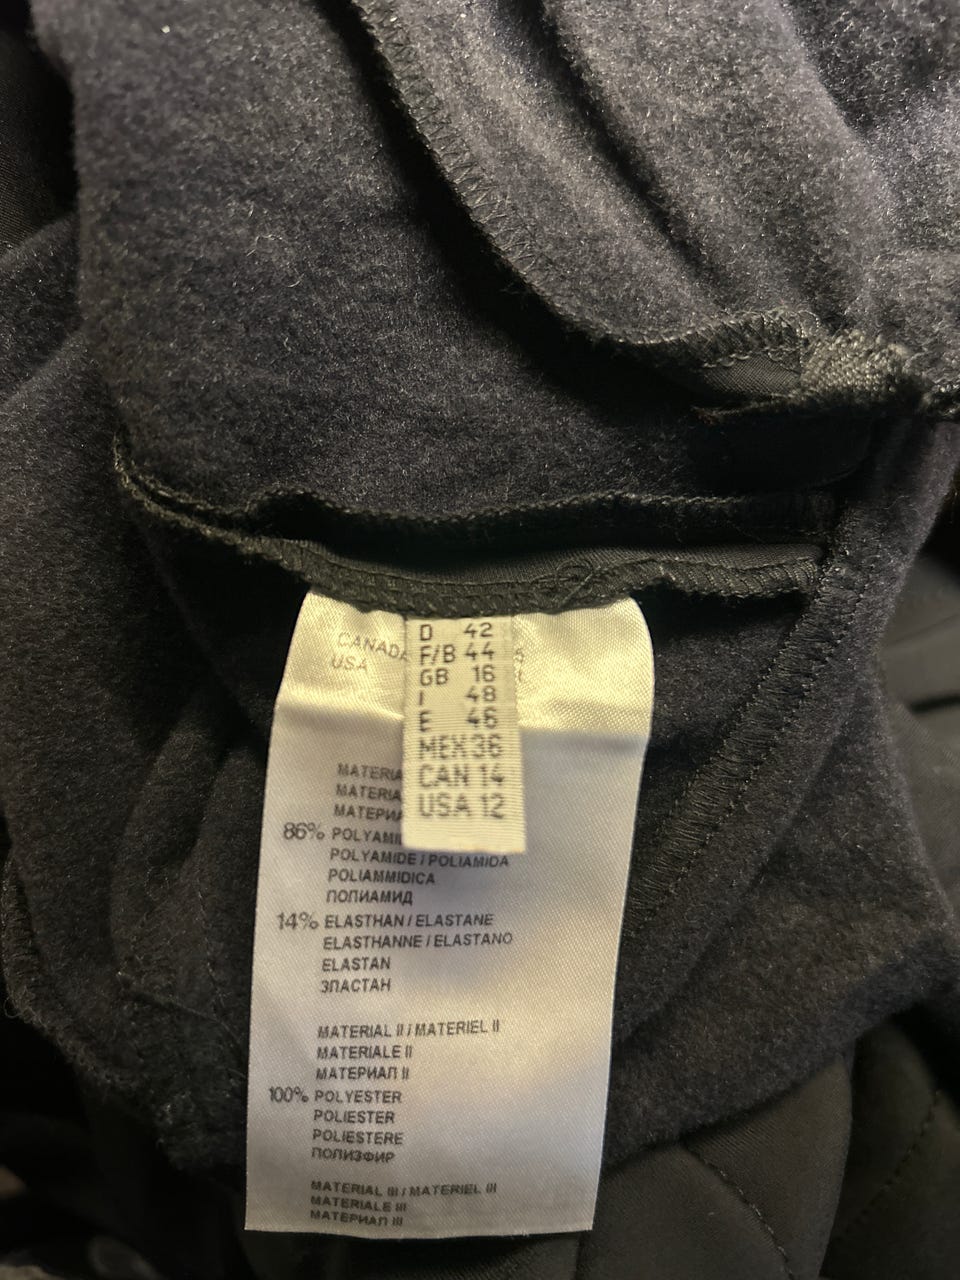 CANADA
USA
D 42
F/B 44
GB 16
I 48
E 46
MEX 36
CAN 14
USA 12
86% POLYAMI
POLYAMIDE / POLIAMIDA
POLIAMMIDICA
ПОЛИАМИД
14% ELASTHAN / ELASTANE
ELASTHANNE / ELASTANO
ELASTAN
ЭЛАСТАН
MATERIAL II / MATERIEL II
MATERIALE II
МАТЕРИАЛ II
100% POLYESTER
POLIESTER
POLIESTERE
ПОЛИЭФИР
MATERIAL III / MATERIEL III
MATERIALE III
МАТЕРИАЛ III